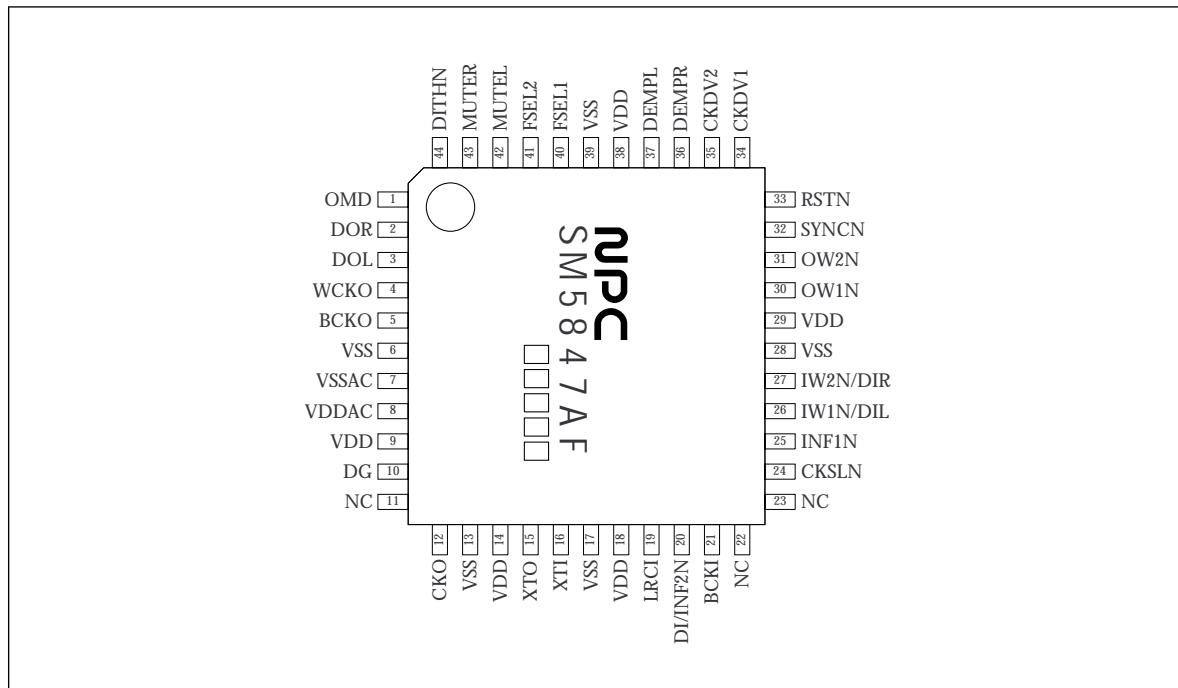 DITHN
MUTER
MUTEL
FSEL2
FSEL1
VSS
VDD
DEMPL
DEMPR
CKDV2
CKDV1
44
43
42
41
40
39
38
37
36
35
34
OMD 1
DOR 2
DOL 3
WCKO 4
BCKO 5
VSS 6
VSSAC 7
VDDAC 8
VDD 9
DG 10
NC 11
NPC
SM5847AF
33 RSTN
32 SYNCN
31 OW2N
30 OW1N
29 VDD
28 VSS
27 IW2N/DIR
26 IW1N/DIL
25 INF1N
24 CKSLN
23 NC
12
13
14
15
16
17
18
19
20
21
22
CKO
VSS
VDD
XTO
XTI
VSS
VDD
LRCI
DI/INF2N
BCKI
NC